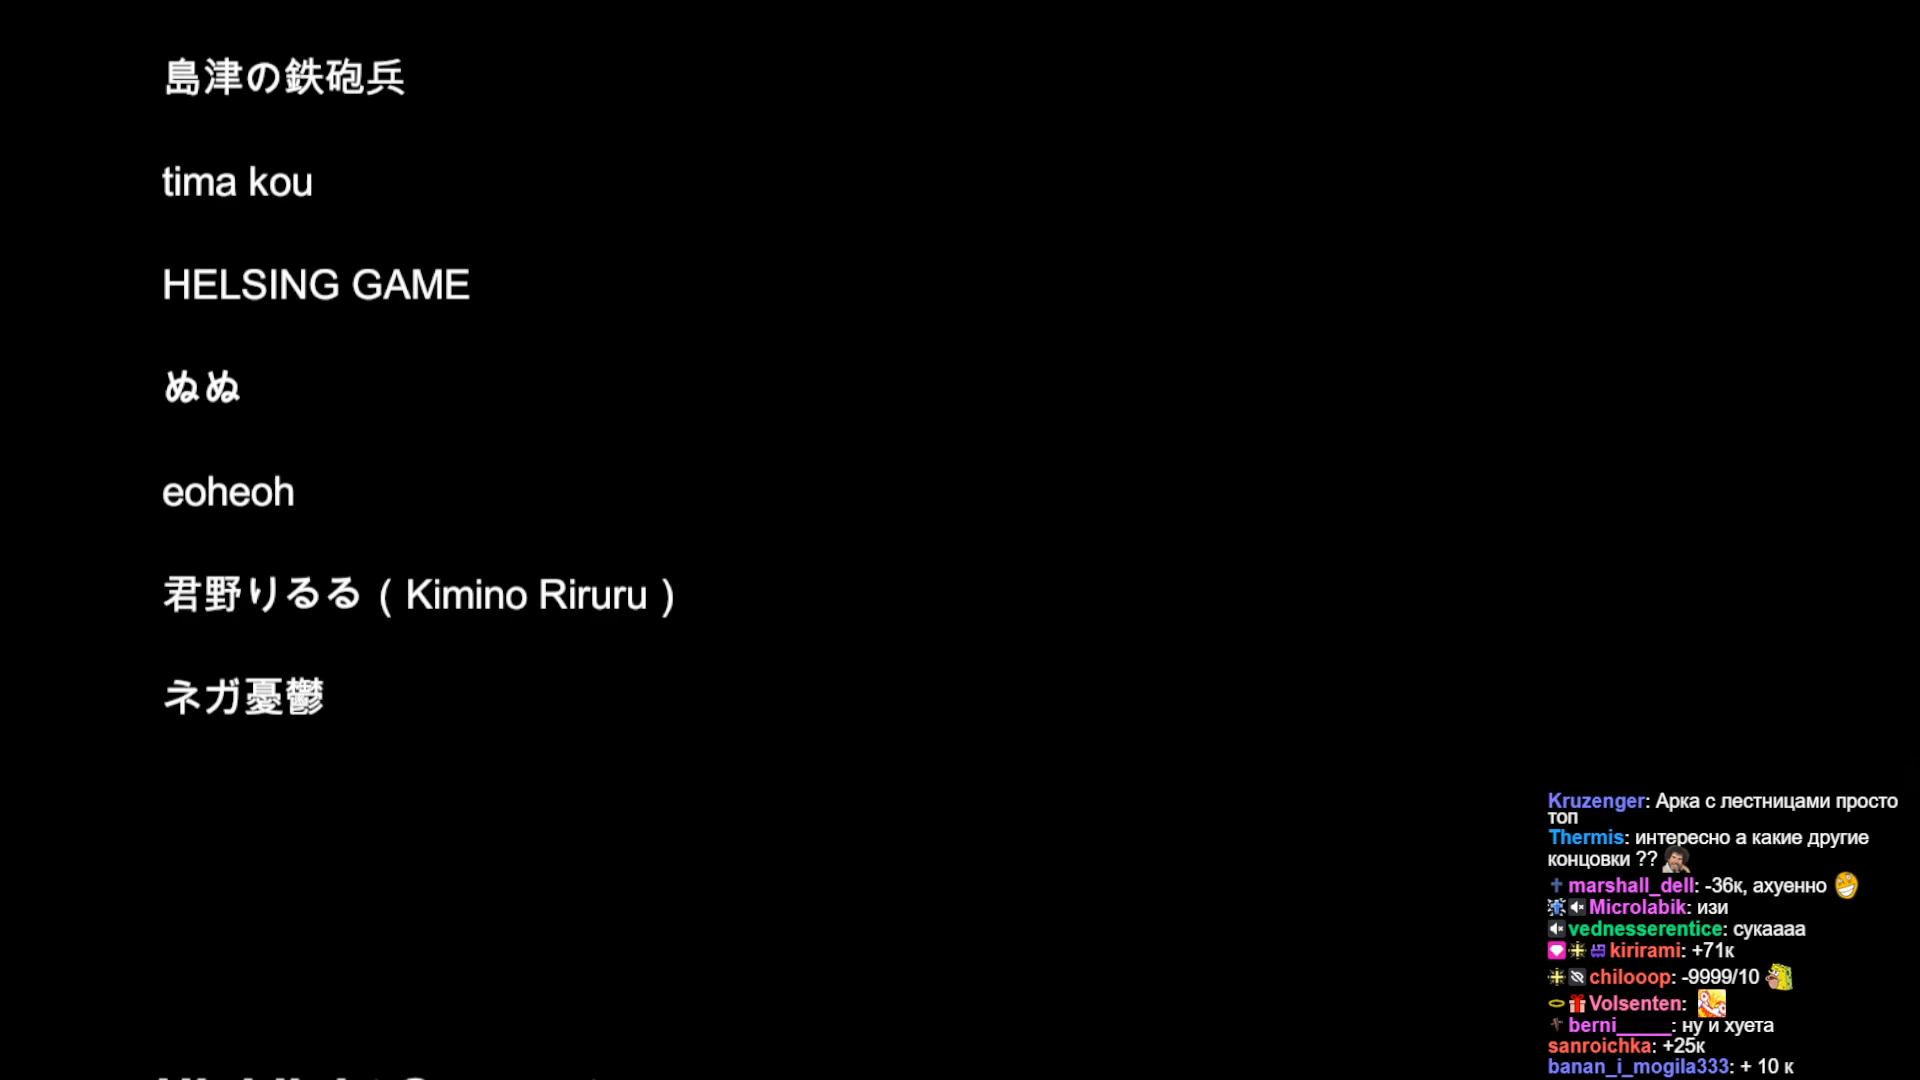 島津の鉄砲兵
tima kou
HELSING GAME
ぬぬ
eoheoh
君野りるる ( Kimino Riruru )
ネガ憂鬱
Kruzenger: Арка с лестницами просто
топ
Thermis: интересно а какие другие
концовки ??
marshall_dell: -36к, ахуенно
Microlabik: изи
vednesserentice: сукаааа
kirirami: +71к
chilooop: -9999/10
Volsenten:
berni_____: ну и хуета
sanroichka: +25к
banan_i_mogila333: + 10 к